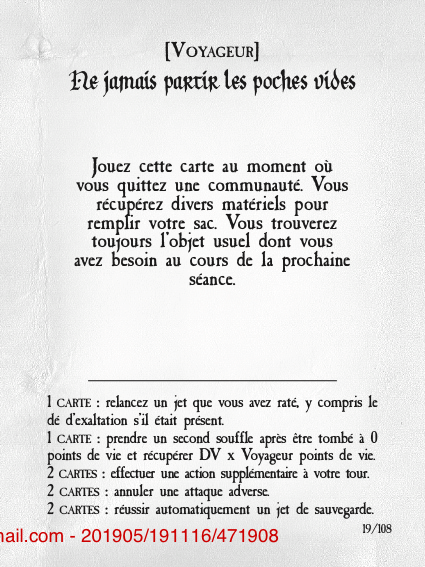 [Voyageur]
Ne jamais partir les poches vides
Jouez cette carte au moment où
vous quittez une communauté. Vous
récupérez divers matériels pour
remplir votre sac. Vous trouverez
toujours l'objet usuel dont vous
avez besoin au cours de la prochaine
séance.
1 carte : relancez un jet que vous avez raté, y compris le
dé d'exaltation s'il était présent.
1 carte : prendre un second souffle après être tombé à 0
points de vie et récupérer DV x Voyageur points de vie.
2 cartes : effectuer une action supplémentaire à votre tour.
2 cartes : annuler une attaque adverse.
2 cartes : réussir automatiquement un jet de sauvegarde.
19/108
mail.com - 201905/191116/471908